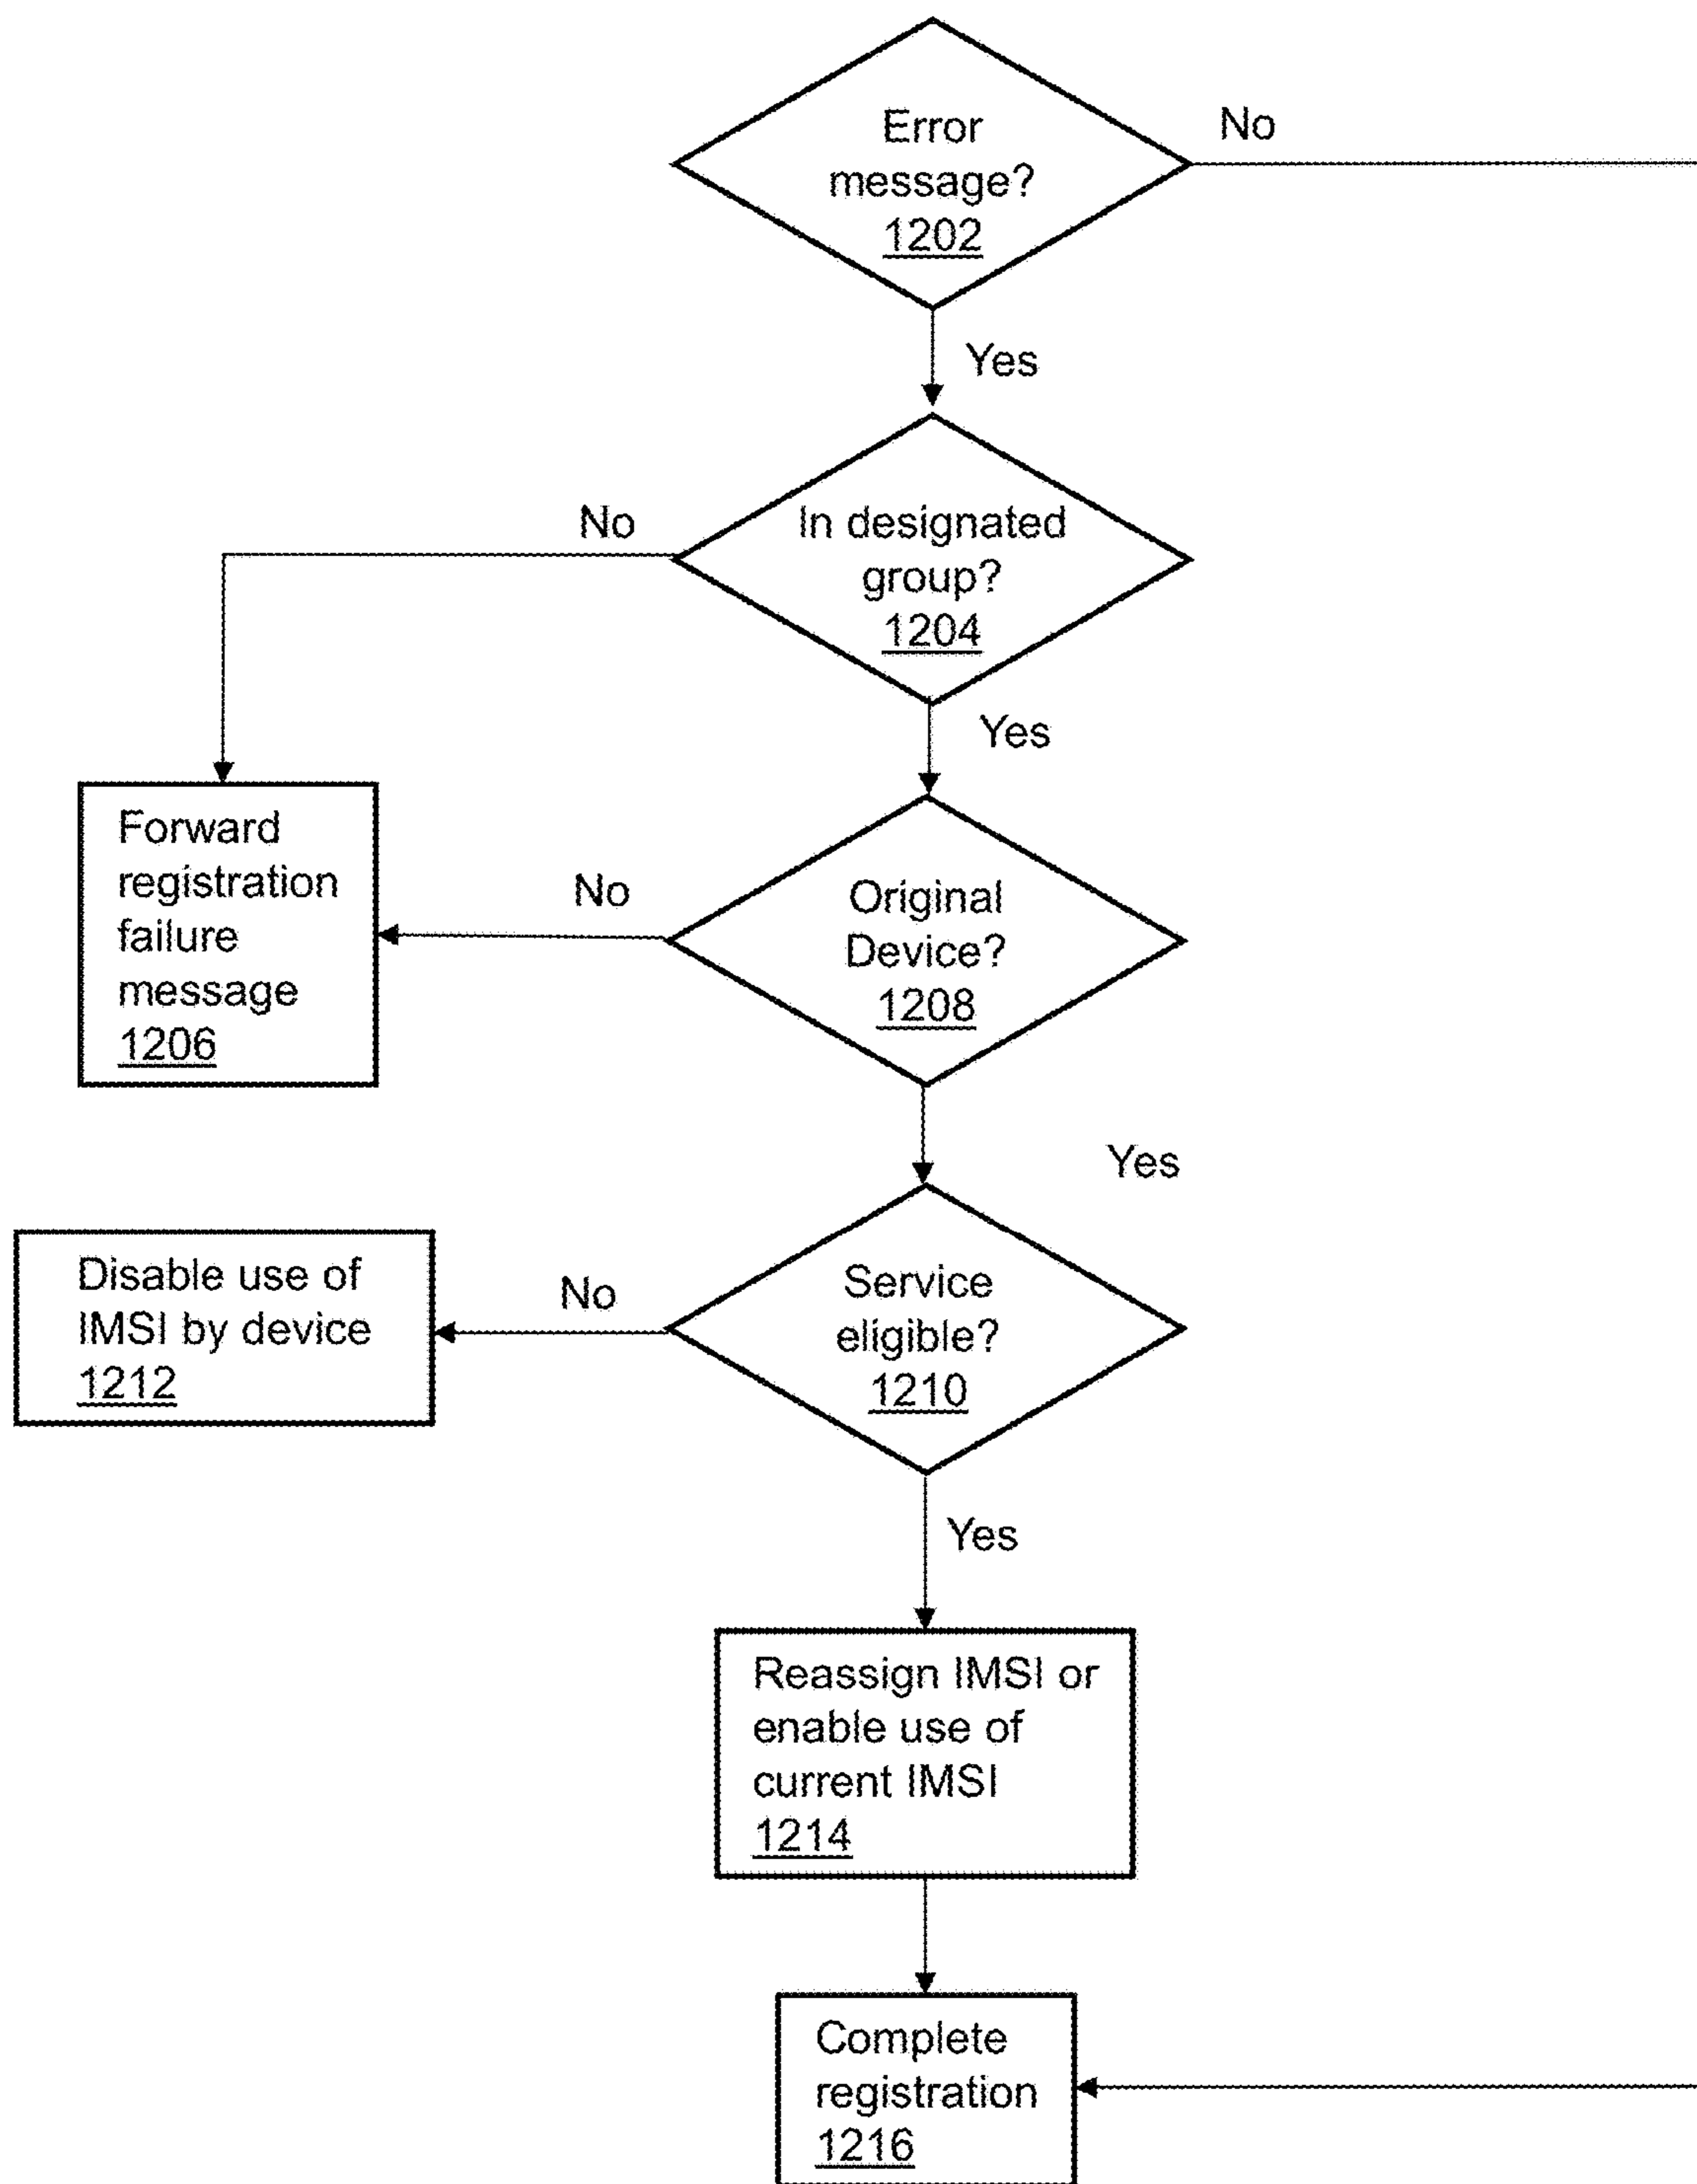 Error
message?
1202
No
Yes
In designated
group?
1204
No
Yes
Forward
registration
failure
message
1206
No
Original
Device?
1208
Yes
Disable use of
IMSI by device
1212
No
Service
eligible?
1210
Yes
Reassign IMSI or
enable use of
current IMSI
1214
Complete
registration
1216